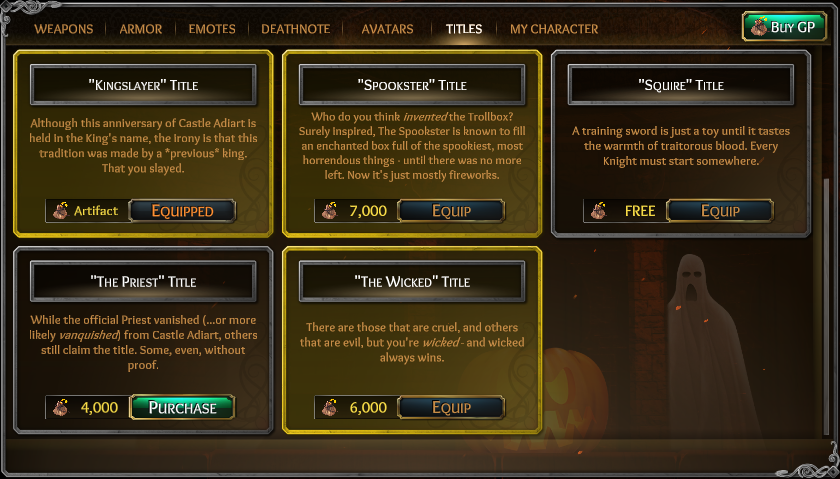 WEAPONS ARMOR EMOTES DEATHNOTE AVATARS TITLES MY CHARACTER BUY GP
"KINGSLAYER" TITLE
Although this anniversary of Castle Adiart is
held in the King's name, the irony is that this
tradition was made by a *previous* king.
That you slayed.
Artifact EQUIPPED
"SPOOKSTER" TITLE
Who do you think invented the Trollbox?
Surely Inspired, The Spookster is known to fill
an enchanted box full of the spookiest, most
horrendous things - until there was no more
left. Now it's just mostly fireworks.
7,000 EQUIP
"SQUIRE" TITLE
A training sword is just a toy until it tastes
the warmth of traitorous blood. Every
Knight must start somewhere.
FREE EQUIP
"THE PRIEST" TITLE
While the official Priest vanished (...or more
likely vanquished) from Castle Adiart, others
still claim the title. Some, even, without
proof.
4,000 PURCHASE
"THE WICKED" TITLE
There are those that are cruel, and others
that are evil, but you're wicked - and wicked
always wins.
6,000 EQUIP